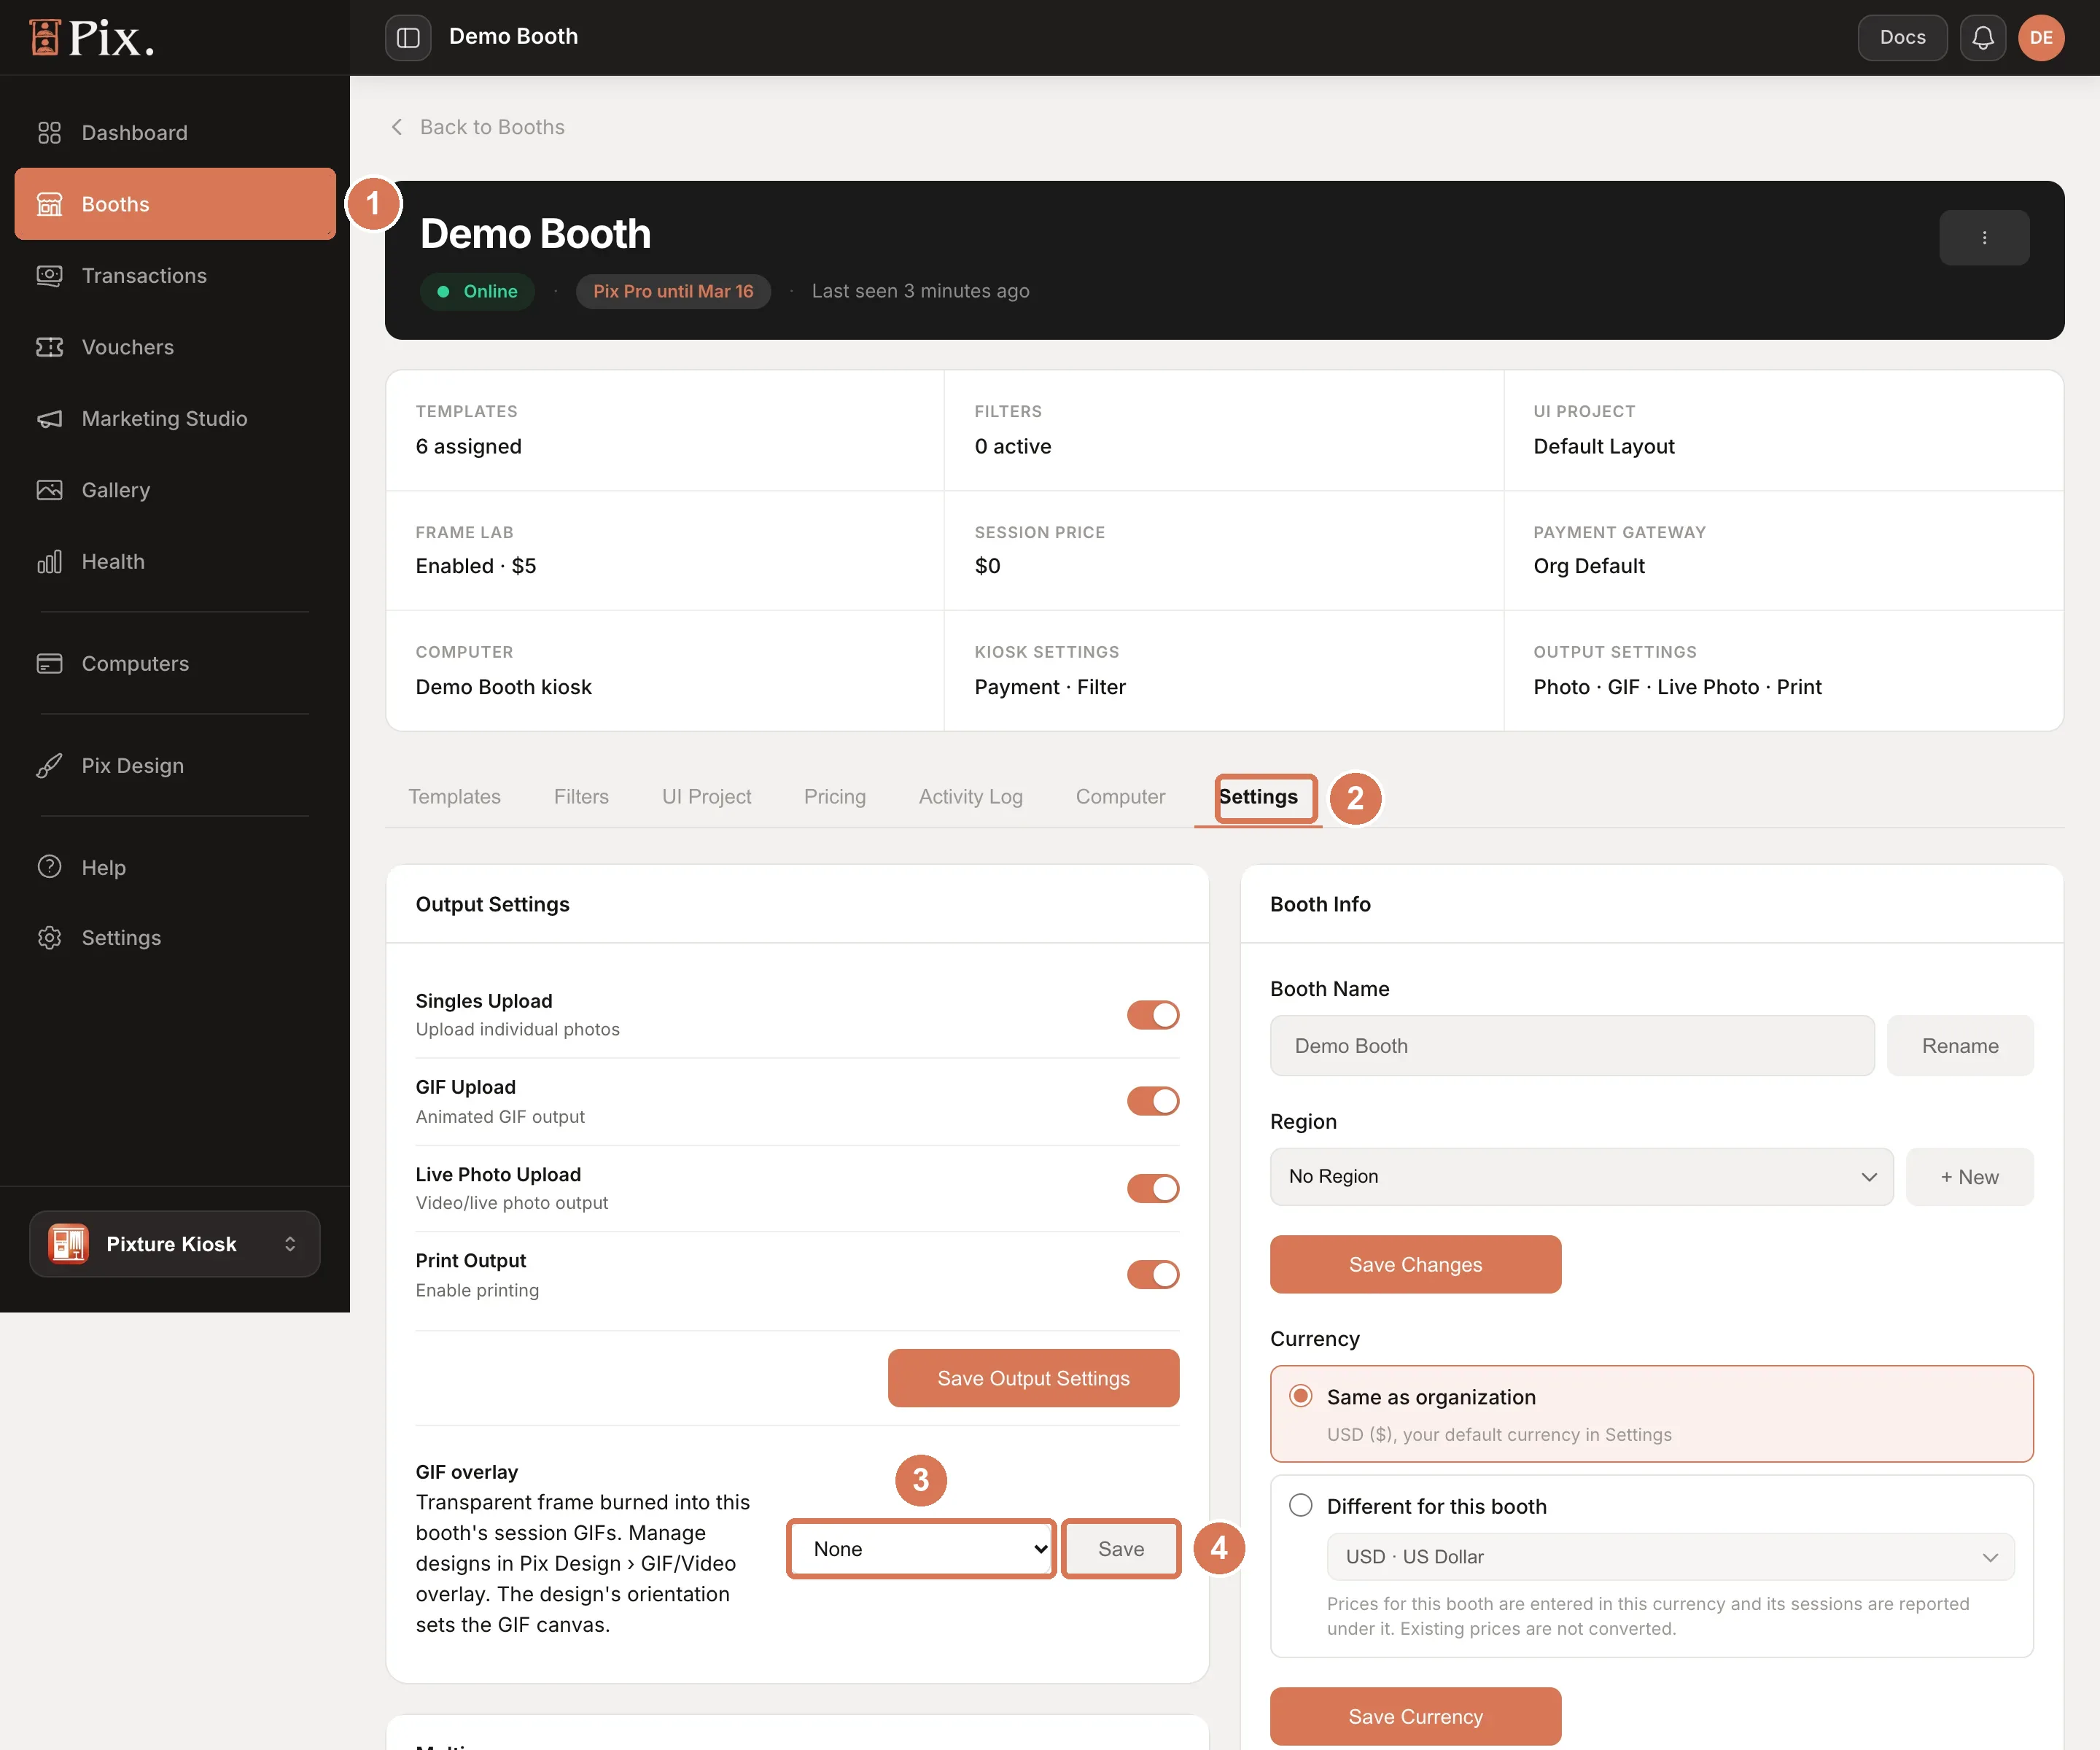 Pix.
Demo Booth
Docs
DE
Dashboard
Booths
Transactions
Vouchers
Marketing Studio
Gallery
Health
Computers
Pix Design
Help
Settings
Pixture Kiosk
Back to Booths
1
Demo Booth
Online · Pix Pro until Mar 16 · Last seen 3 minutes ago
TEMPLATES
6 assigned
FILTERS
0 active
UI PROJECT
Default Layout
FRAME LAB
Enabled · $5
SESSION PRICE
$0
PAYMENT GATEWAY
Org Default
COMPUTER
Demo Booth kiosk
KIOSK SETTINGS
Payment · Filter
OUTPUT SETTINGS
Photo · GIF · Live Photo · Print
Templates Filters UI Project Pricing Activity Log Computer Settings 2
Output Settings
Singles Upload
Upload individual photos
GIF Upload
Animated GIF output
Live Photo Upload
Video/live photo output
Print Output
Enable printing
Save Output Settings
GIF overlay
Transparent frame burned into this
booth's session GIFs. Manage
designs in Pix Design › GIF/Video
overlay. The design's orientation
sets the GIF canvas.
3
None
Save
4
Booth Info
Booth Name
Demo Booth
Rename
Region
No Region
+ New
Save Changes
Currency
Same as organization
USD ($), your default currency in Settings
Different for this booth
USD · US Dollar
Prices for this booth are entered in this currency and its sessions are reported
under it. Existing prices are not converted.
Save Currency